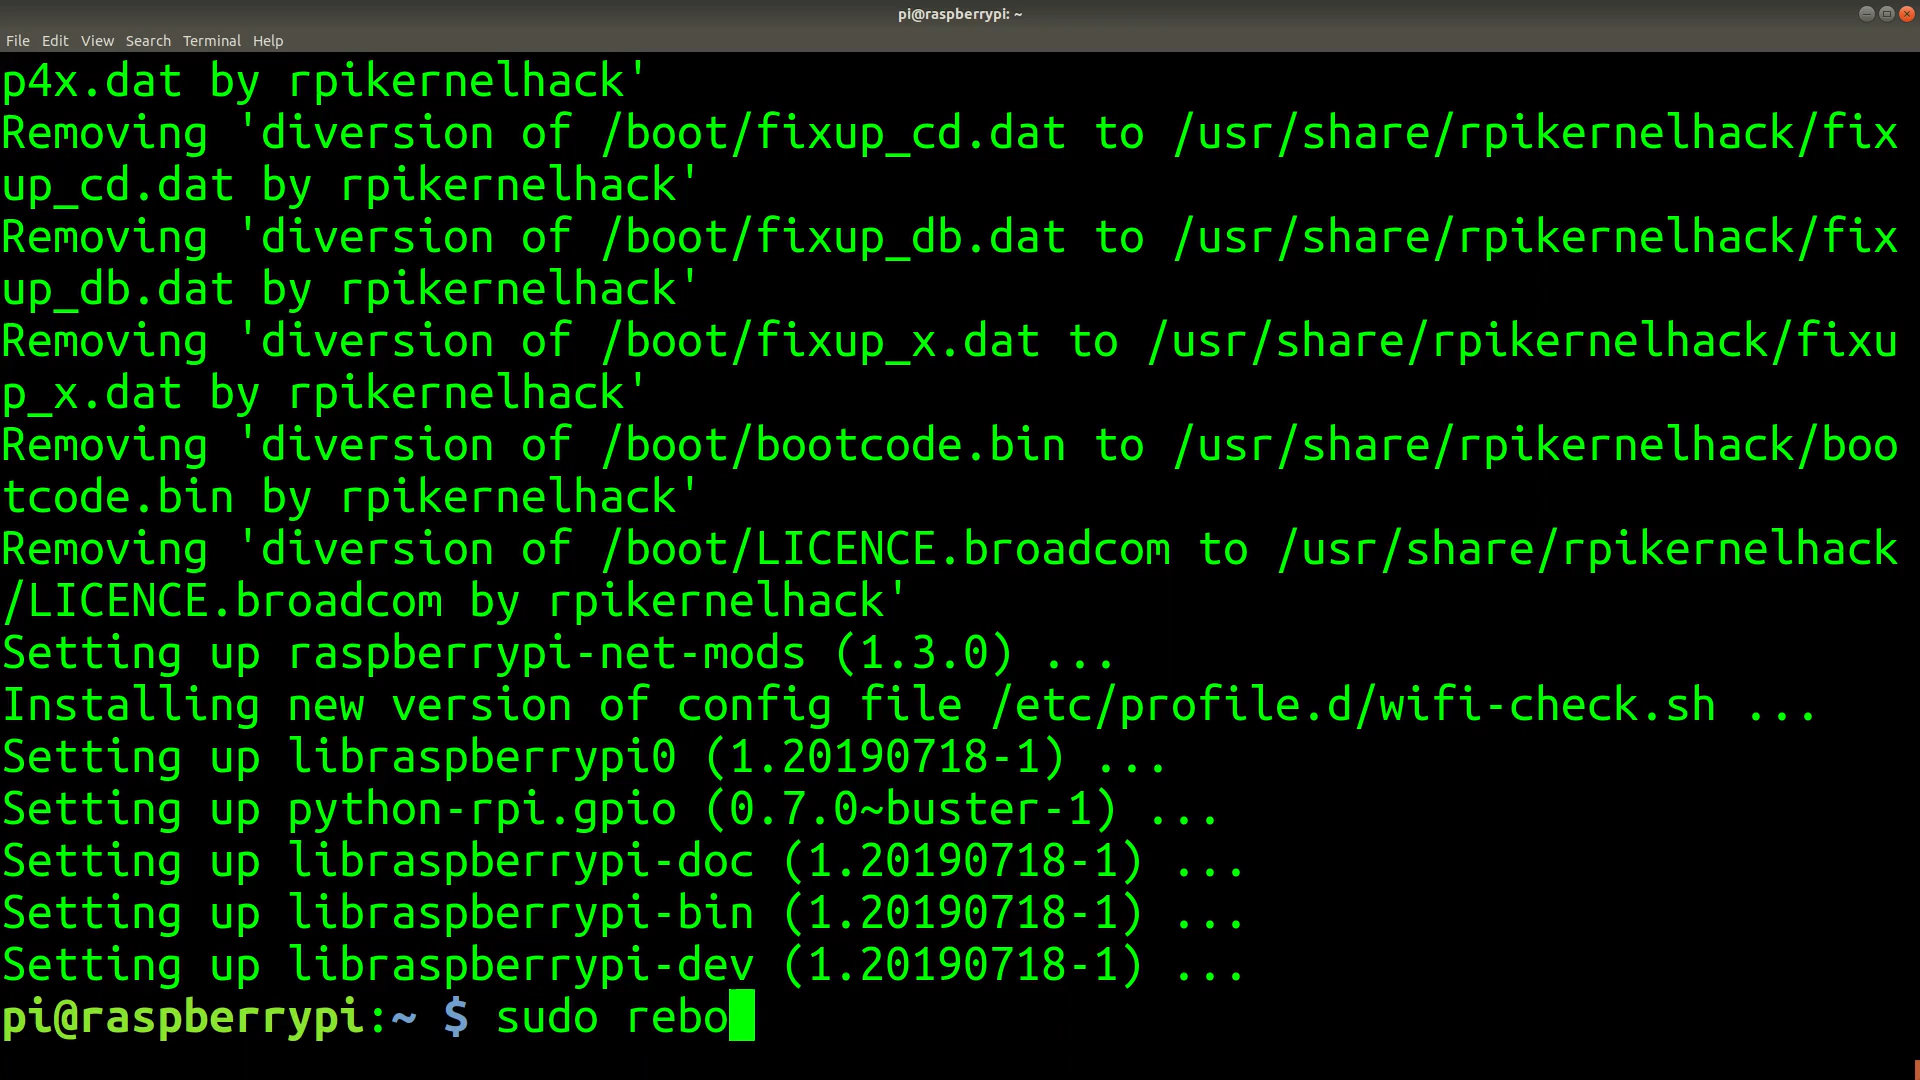 pi@raspberrypi: ~
File Edit View Search Terminal Help
p4x.dat by rpikernelhack'
Removing 'diversion of /boot/fixup_cd.dat to /usr/share/rpikernelhack/fix
up_cd.dat by rpikernelhack'
Removing 'diversion of /boot/fixup_db.dat to /usr/share/rpikernelhack/fix
up_db.dat by rpikernelhack'
Removing 'diversion of /boot/fixup_x.dat to /usr/share/rpikernelhack/fixu
p_x.dat by rpikernelhack'
Removing 'diversion of /boot/bootcode.bin to /usr/share/rpikernelhack/boo
tcode.bin by rpikernelhack'
Removing 'diversion of /boot/LICENCE.broadcom to /usr/share/rpikernelhack
/LICENCE.broadcom by rpikernelhack'
Setting up raspberrypi-net-mods (1.3.0) ...
Installing new version of config file /etc/profile.d/wifi-check.sh ...
Setting up libraspberrypi0 (1.20190718-1) ...
Setting up python-rpi.gpio (0.7.0~buster-1) ...
Setting up libraspberrypi-doc (1.20190718-1) ...
Setting up libraspberrypi-bin (1.20190718-1) ...
Setting up libraspberrypi-dev (1.20190718-1) ...
pi@raspberrypi:~ $ sudo rebo